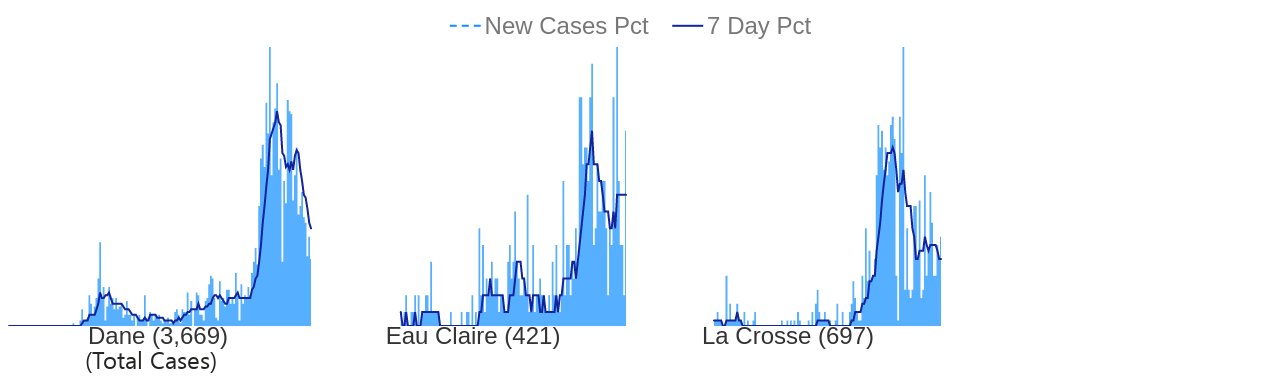 New Cases Pct 7 Day Pct
Dane (3,669) Eau Claire (421) La Crosse (697)
(Total Cases)